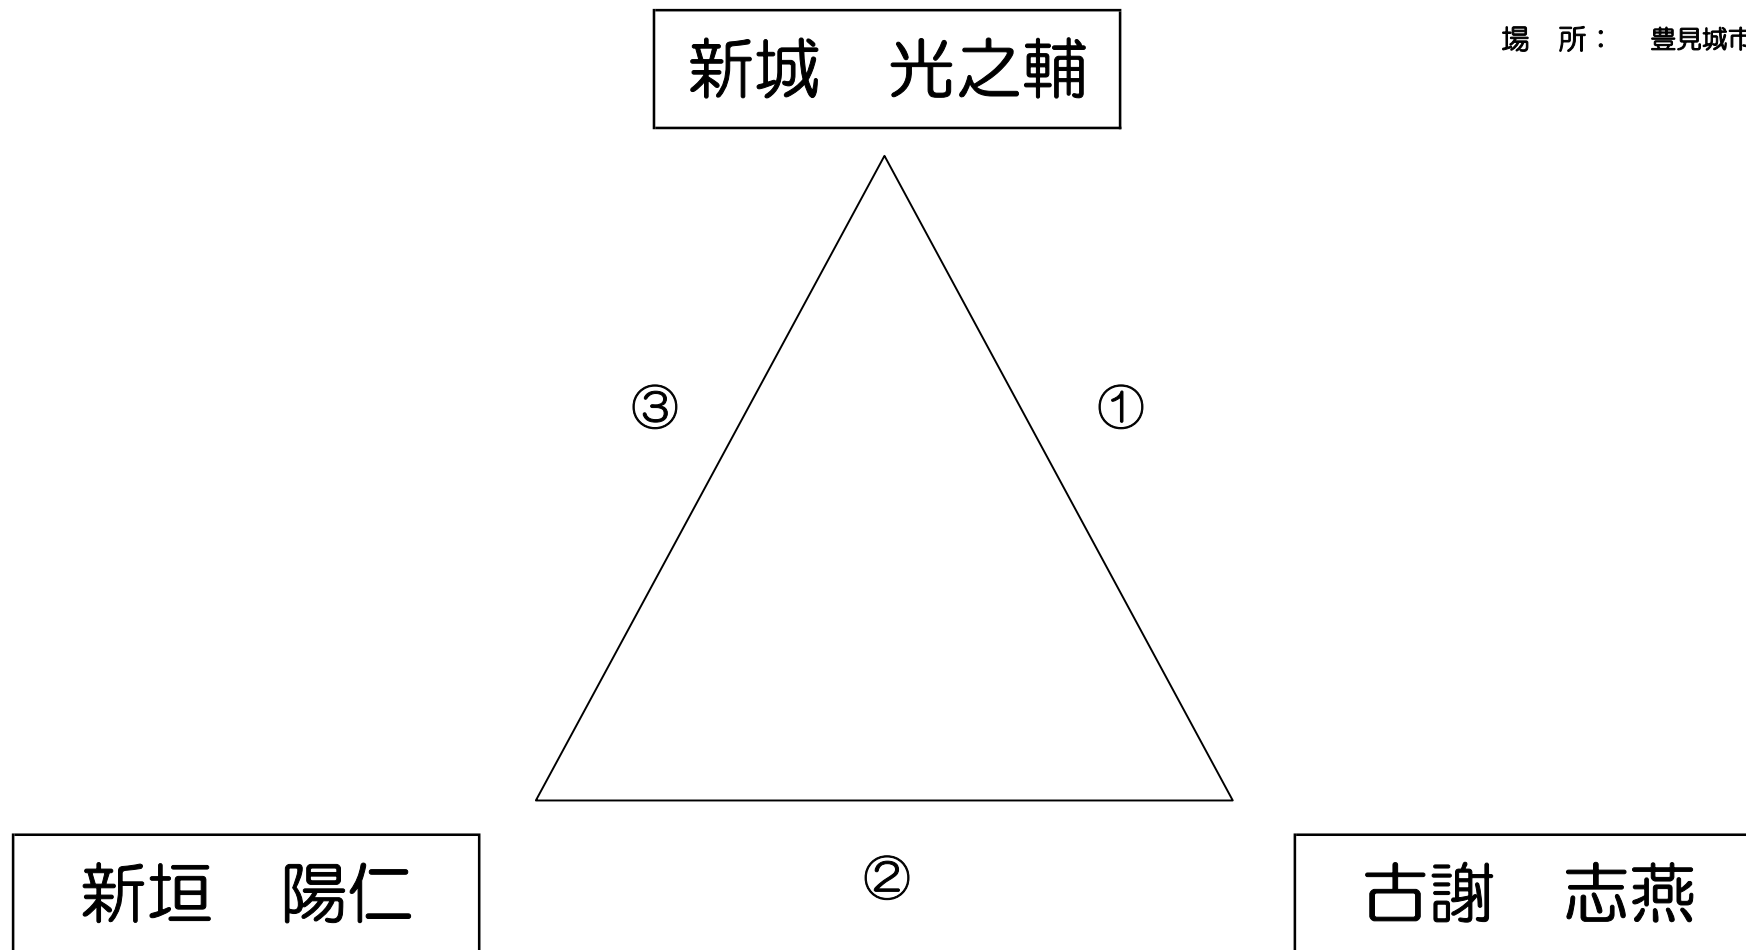 新城　光之輔
場　所：　豊見城市
③
①
新垣　陽仁
②
古謝　志燕